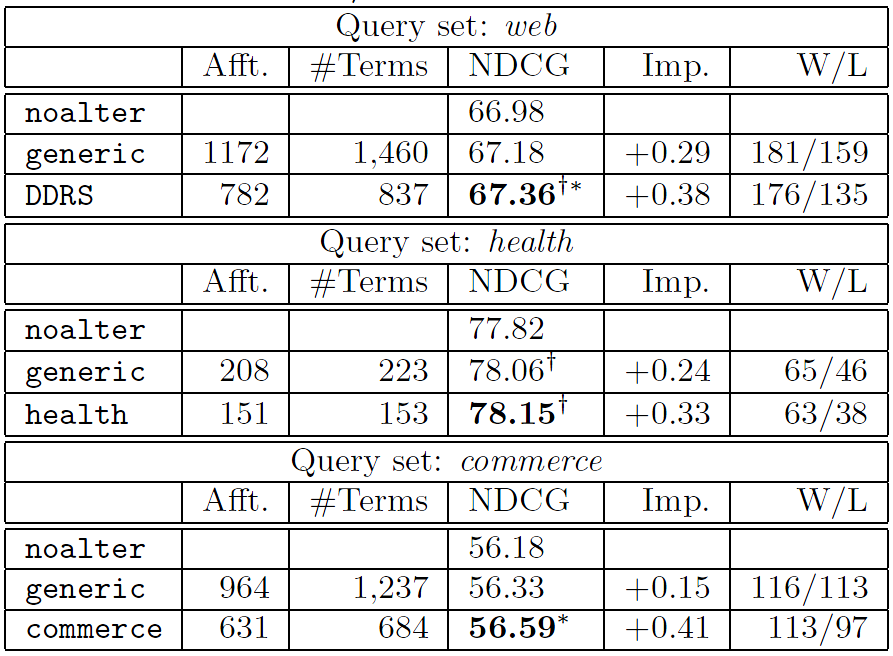 Query set: web
Afft. #Terms NDCG Imp. W/L
noalter 66.98
generic 1172 1,460 67.18 +0.29 181/159
DDRS 782 837 67.36†* +0.38 176/135
Query set: health
Afft. #Terms NDCG Imp. W/L
noalter 77.82
generic 208 223 78.06† +0.24 65/46
health 151 153 78.15† +0.33 63/38
Query set: commerce
Afft. #Terms NDCG Imp. W/L
noalter 56.18
generic 964 1,237 56.33 +0.15 116/113
commerce 631 684 56.59* +0.41 113/97